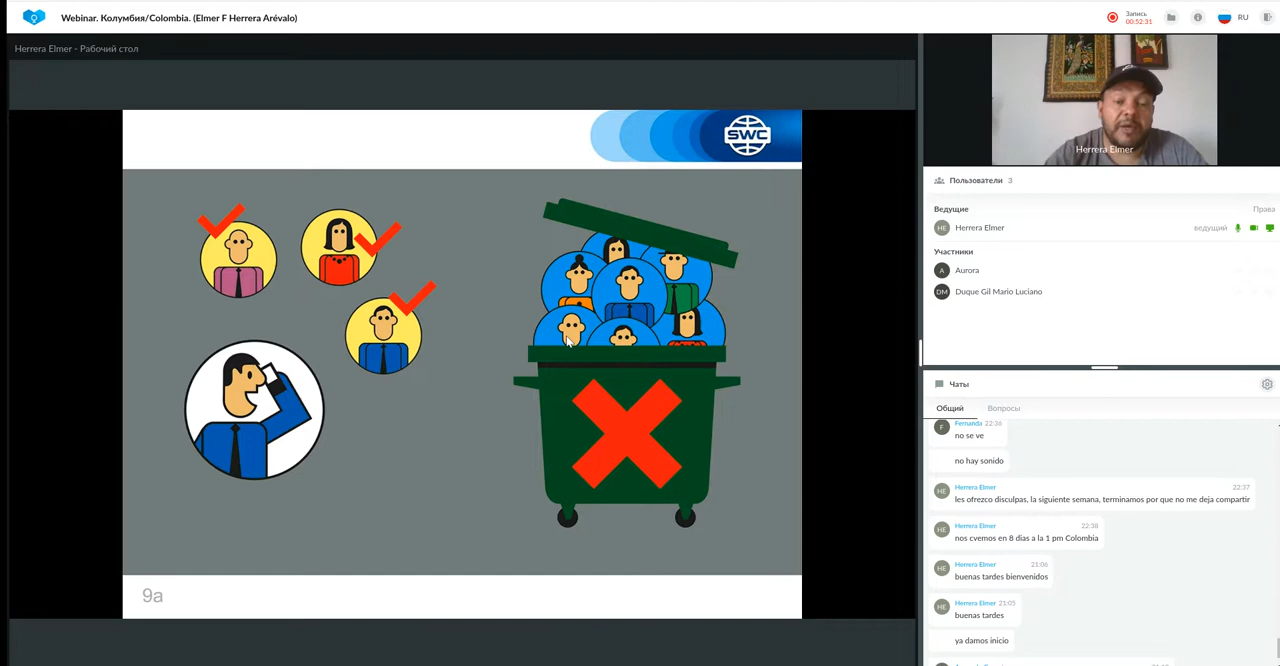 Webinar. Колумбия/Colombia. (Elmer F Herrera Arévalo)
Запись
00:52:31
RU
Herrera Elmer - Рабочий стол
SWC
9a
Herrera Elmer
Пользователи 3
Ведущие Права
HE Herrera Elmer ведущий
Участники
A Aurora
DM Duque Gil Mario Luciano
Чаты
Общий Вопросы
F Fernanda 22:36
no se ve
no hay sonido
HE Herrera Elmer 22:37
les ofrezco disculpas, la siguiente semana, terminamos por que no me deja compartir
HE Herrera Elmer 22:38
nos cvemos en 8 dias a la 1 pm Colombia
HE Herrera Elmer 21:06
buenas tardes bienvenidos
HE Herrera Elmer 21:05
buenas tardes
ya damos inicio